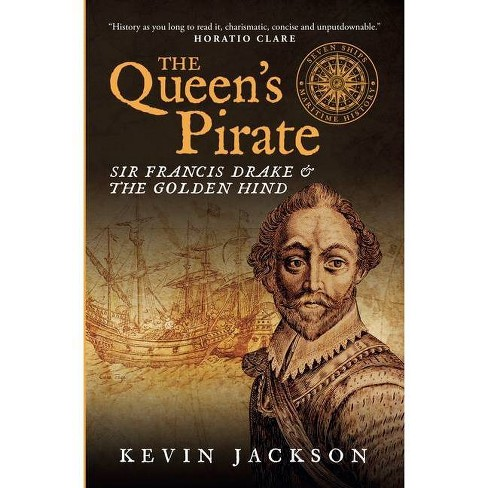 “History as you long to read it, charismatic, concise and unputdownable.”
HORATIO CLARE
THE
Queen's
Pirate
SEVEN SHIPS
MARITIME HISTORY
SIR FRANCIS DRAKE &
THE GOLDEN HIND
KEVIN JACKSON